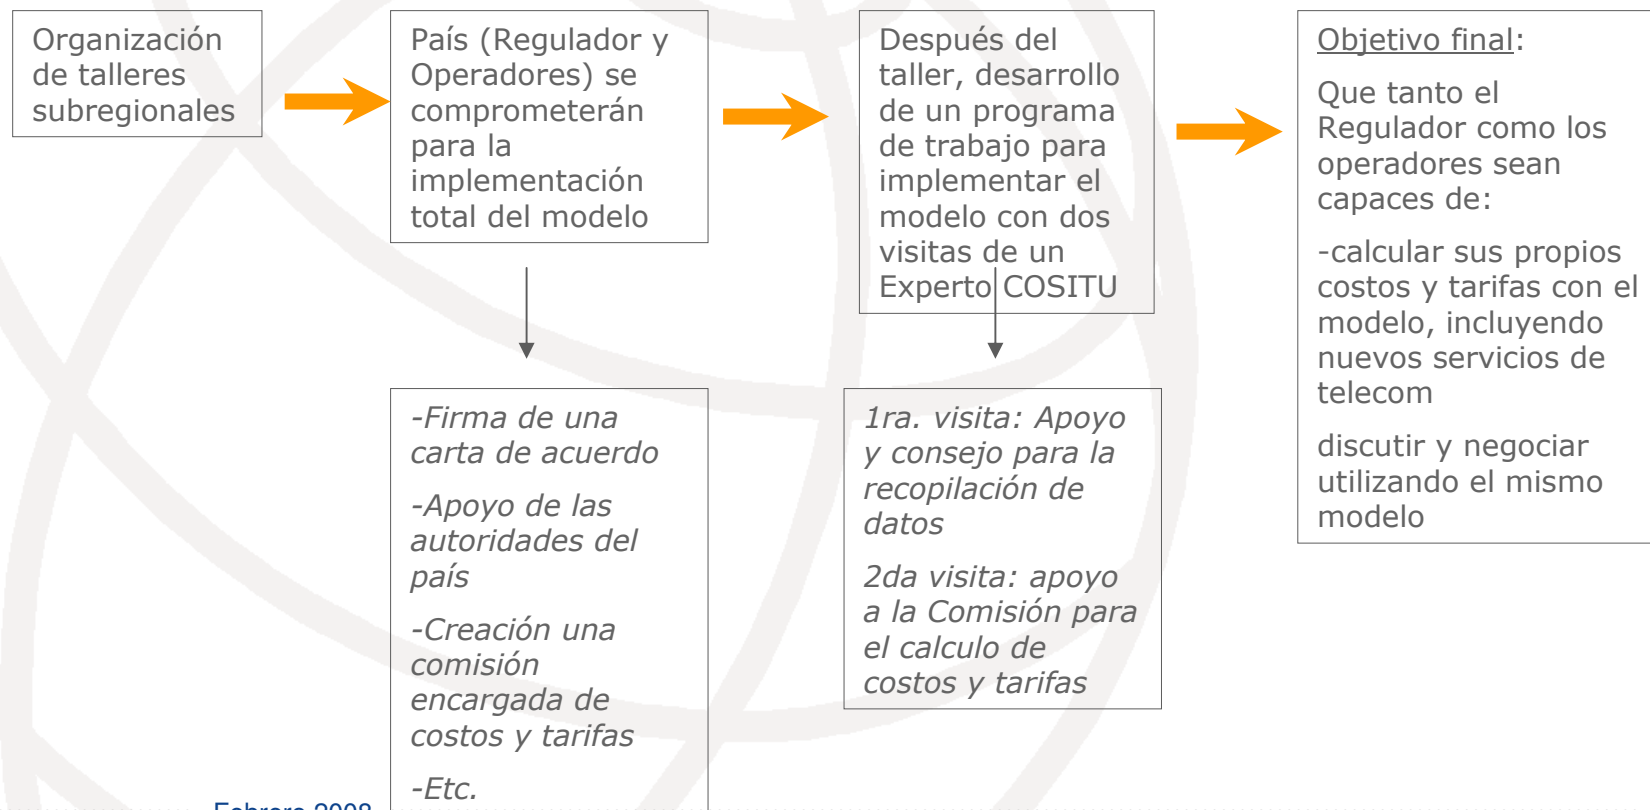 Organización
de talleres
subregionales
País (Regulador y
Operadores) se
comprometerán
para la
implementación
total del modelo
Después del
taller, desarrollo
de un programa
de trabajo para
implementar el
modelo con dos
visitas de un
Experto COSITU
Objetivo final:
Que tanto el
Regulador como los
operadores sean
capaces de:
-calcular sus propios
costos y tarifas con el
modelo, incluyendo
nuevos servicios de
telecom
discutir y negociar
utilizando el mismo
modelo
-Firma de una
carta de acuerdo
-Apoyo de las
autoridades del
país
-Creación una
comisión
encargada de
costos y tarifas
-Etc.
1ra. visita: Apoyo
y consejo para la
recopilación de
datos
2da visita: apoyo
a la Comisión para
el calculo de
costos y tarifas
Febrero 2008